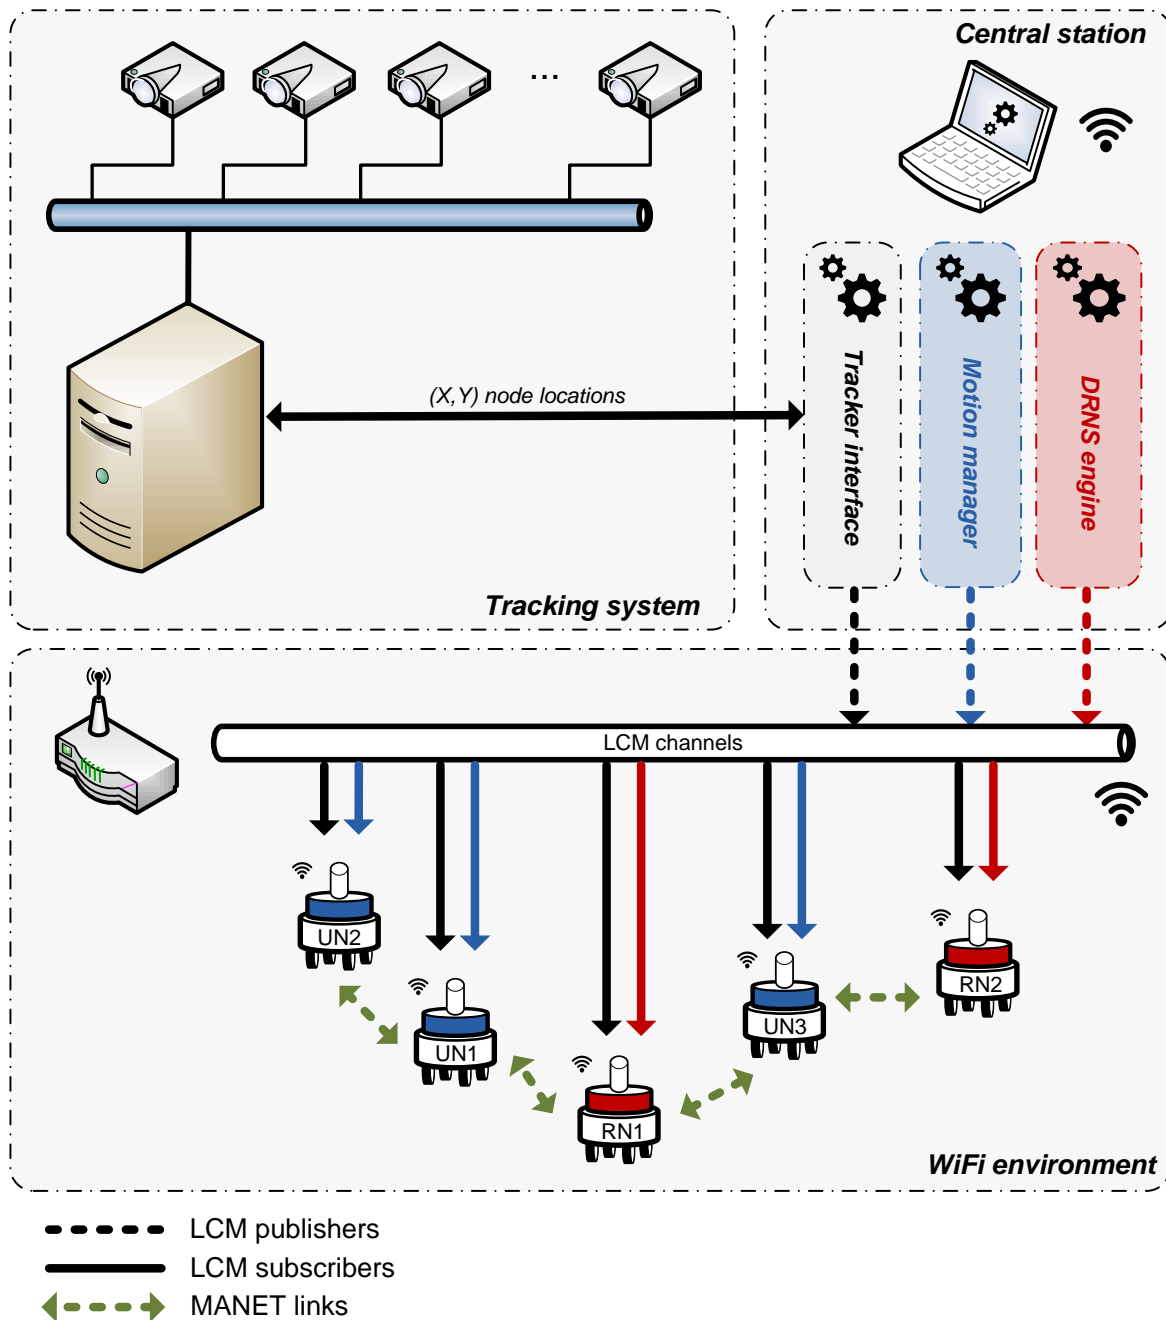 Central station
...
(X,Y) node locations
Tracker interface
Motion manager
DRNS engine
Tracking system
LCM channels
UN2
UN1
RN1
UN3
RN2
WiFi environment
LCM publishers
LCM subscribers
MANET links